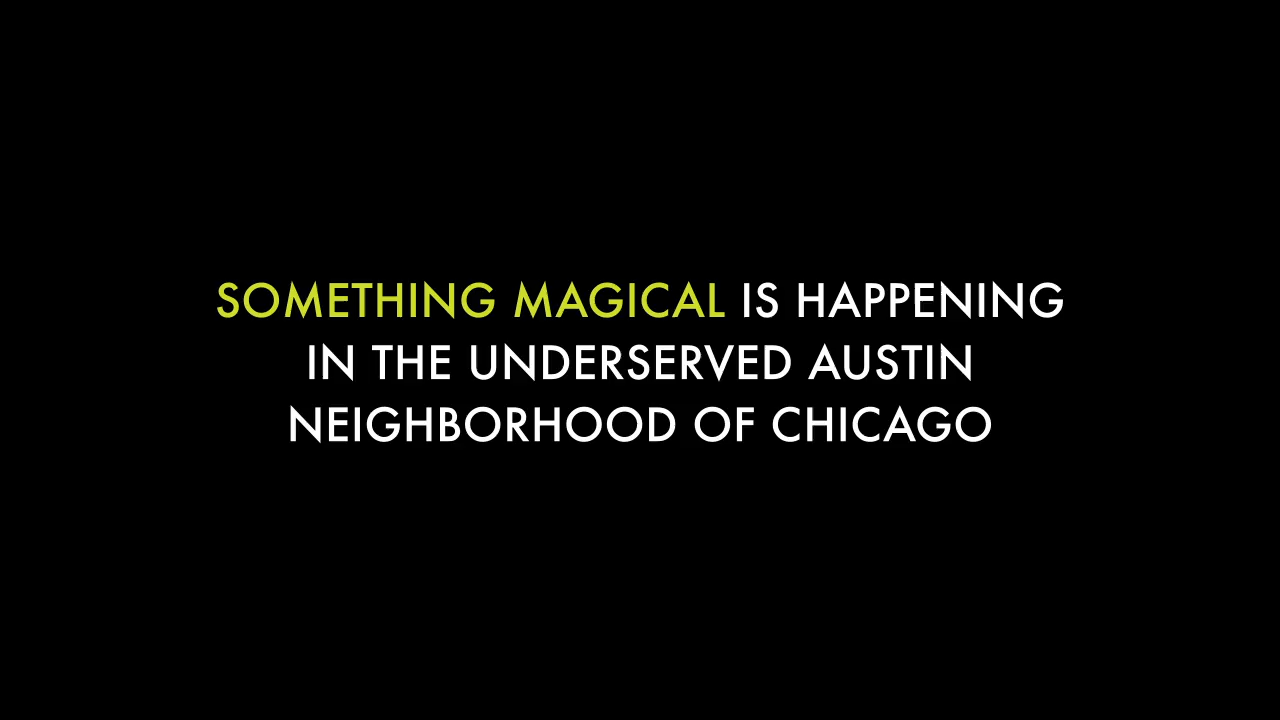 SOMETHING MAGICAL IS HAPPENING
IN THE UNDERSERVED AUSTIN
NEIGHBORHOOD OF CHICAGO